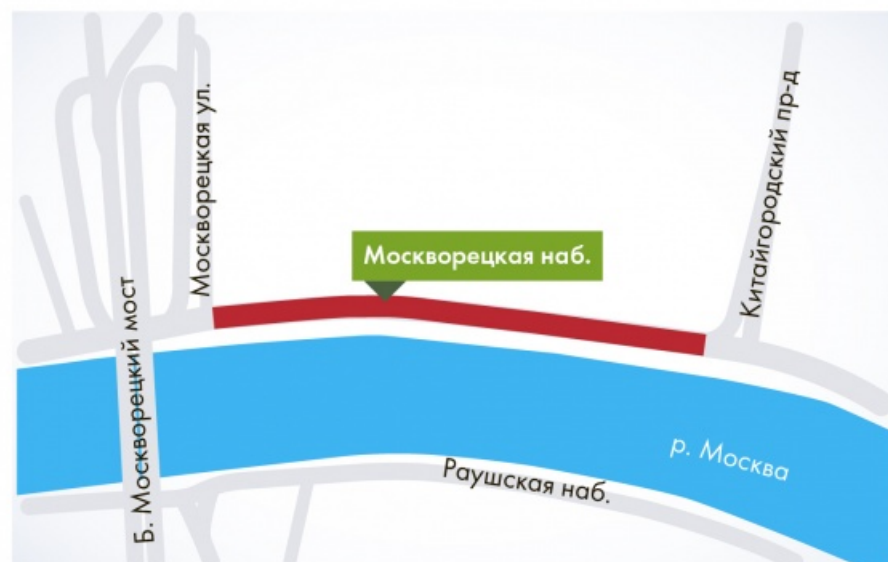 Москворецкая ул.
Китайгородский пр-д
Москворецкая наб.
Б. Москворецкий мост
р. Москва
Раушская наб.